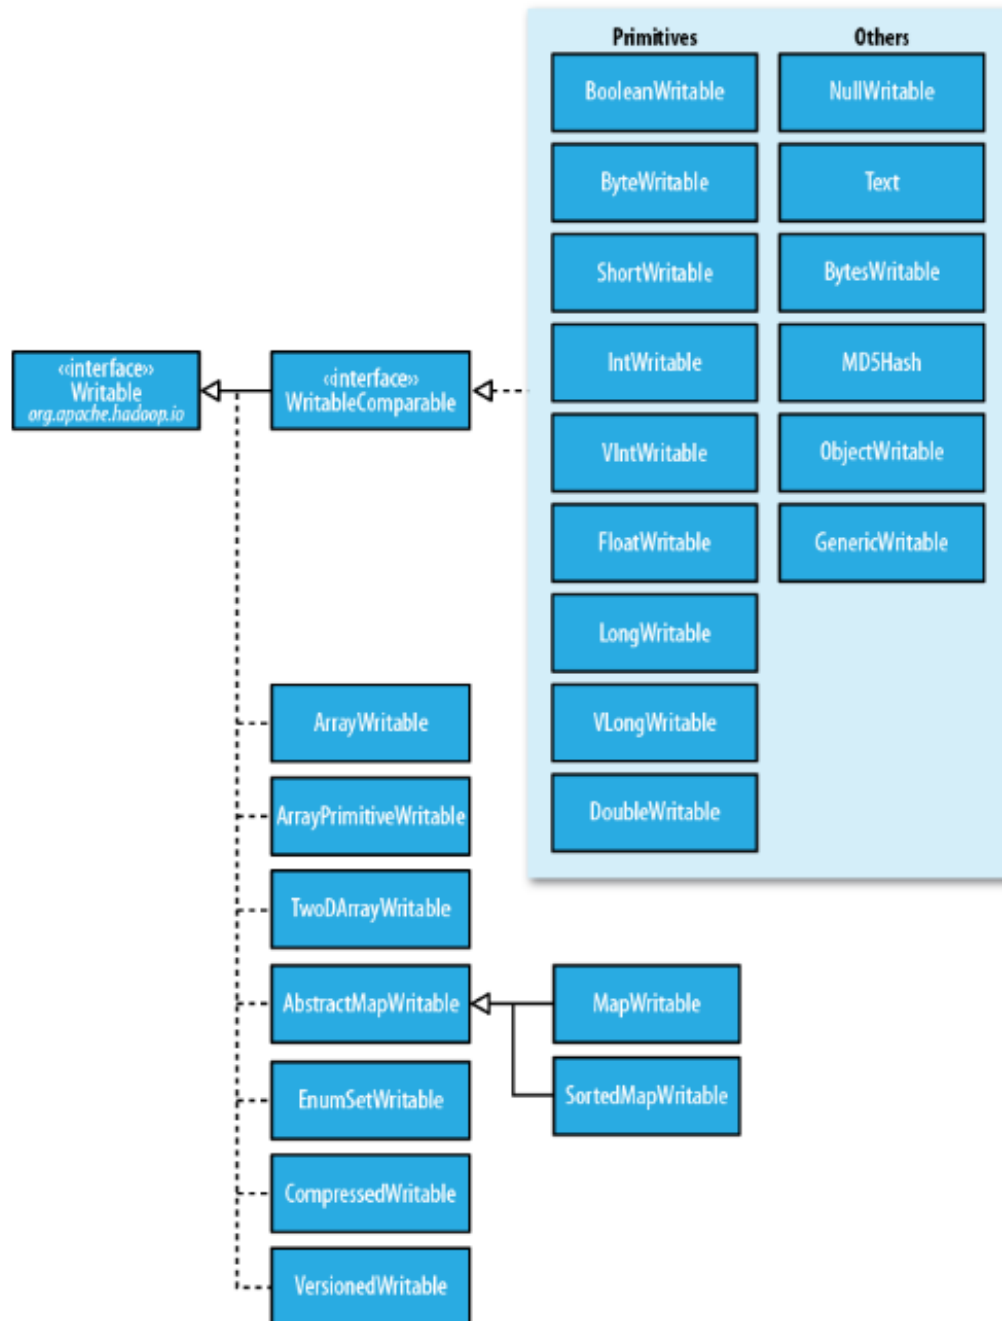 Primitives
Others
BooleanWritable
NullWritable
ByteWritable
Text
ShortWritable
BytesWritable
«interface»
Writable
org.apache.hadoop.io
«interface»
WritableComparable
IntWritable
MD5Hash
VIntWritable
ObjectWritable
FloatWritable
GenericWritable
LongWritable
ArrayWritable
VLongWritable
ArrayPrimitiveWritable
DoubleWritable
TwoDArrayWritable
AbstractMapWritable
MapWritable
EnumSetWritable
SortedMapWritable
CompressedWritable
VersionedWritable